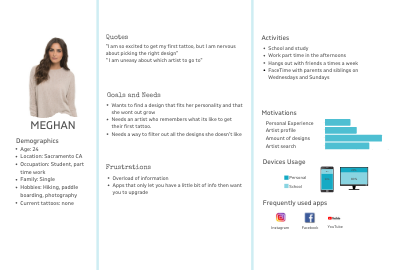 MEGHAN
Demographics
• Age: 24
• Location: Sacramento CA
• Occupation: Student, part
time work
• Family: Single
• Hobbies: Hiking, paddle
boarding, photography
• Current tattoos: none
Quotes
"I am so excited to get my first tattoo, but I am nervous
about picking the right design"
"I am uneasy about which artist to go to"
Goals and Needs
• Wants to find a design that fits her personality and that
she wont get old
• Needs an artist who remembers what its like to get
their first tattoo.
• Needs a way to filter out all the designs she doesn't like
Frustrations
• Overload of information
• Apps that only let you have a little bit of info then want
you to upgrade
Activities
• School and study
• Work part time in the afternoons
• Hangs out with friends a times a week
• FaceTime with parents and siblings on
Wednesdays and Sundays
Motivations
Personal Experience
Artist profile
Amount of designs
Artist search
Devices Usage
Personal
School
Frequently used apps
Instagram
Facebook
YouTube
YouTube